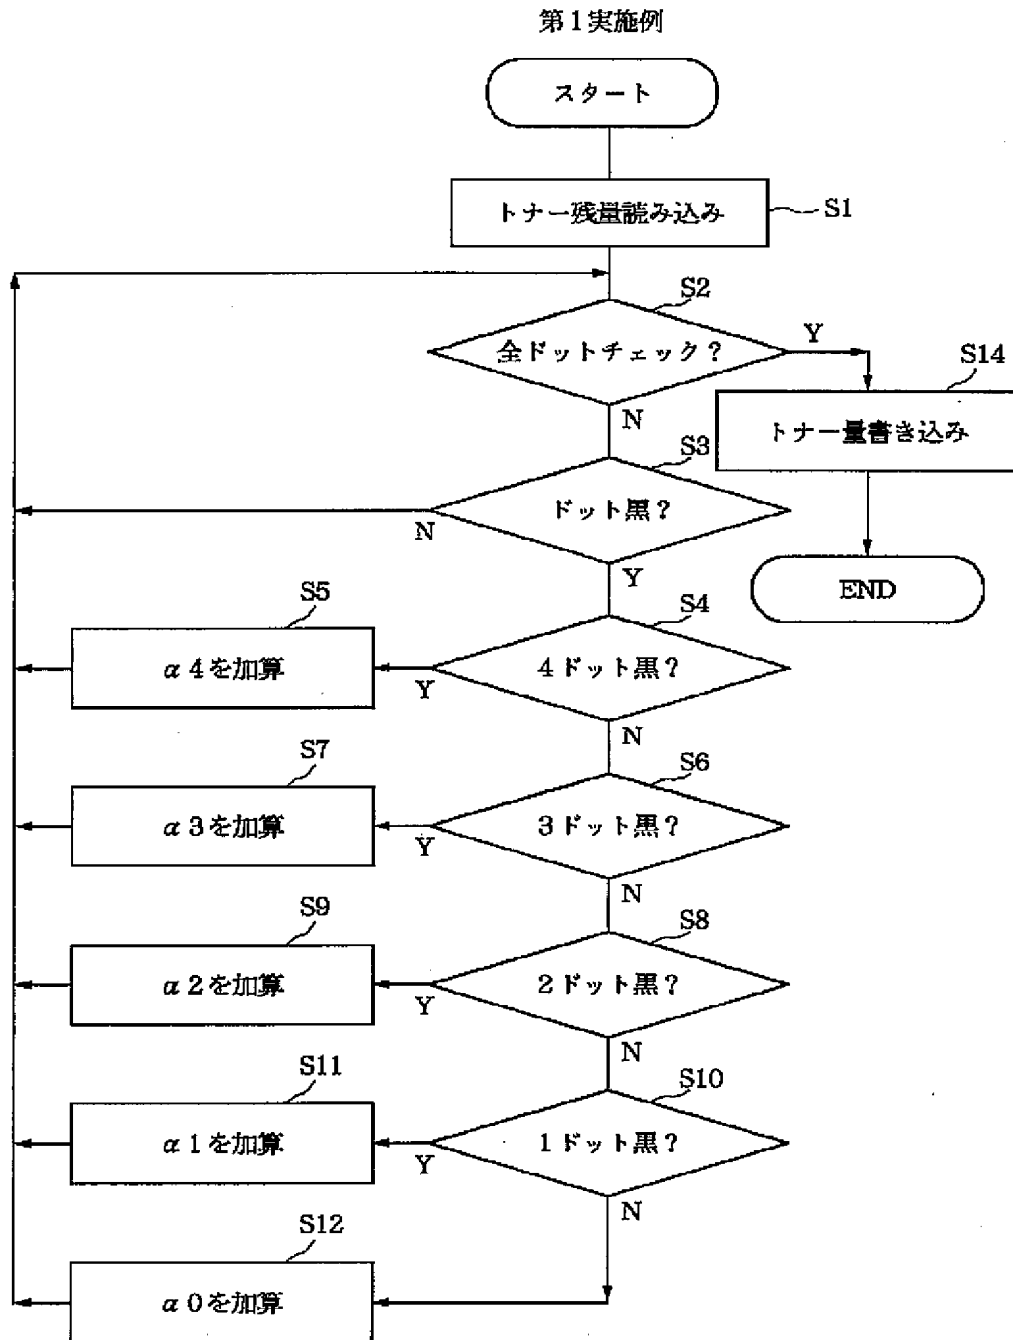 第1実施例
スタート
トナー残量読み込み
S1
S2
全ドットチェック?
Y
N
S14
トナー量書き込み
END
S3
ドット黒?
N
Y
S4
4ドット黒?
Y
N
S5
α4を加算
S6
3ドット黒?
Y
N
S7
α3を加算
S8
2ドット黒?
Y
N
S9
α2を加算
S10
1ドット黒?
Y
N
S11
α1を加算
S12
α0を加算